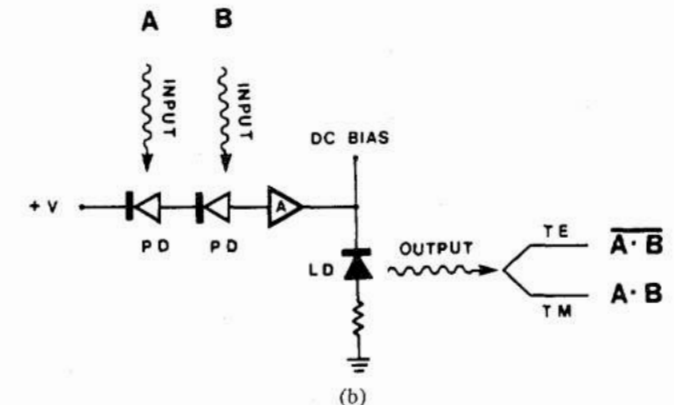 A B
INPUT INPUT
DC BIAS
+V A
PD PD
TE A·B
OUTPUT
LD
A·B
TM
(b)